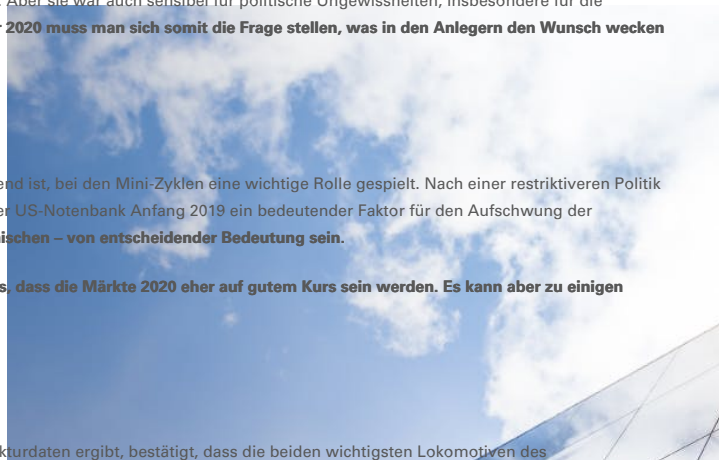 Aber sie war auch sensibel für politische Ungewissheiten, insbesondere für die
2020 muss man sich somit die Frage stellen, was in den Anlegern den Wunsch wecken
end ist, bei den Mini-Zyklen eine wichtige Rolle gespielt. Nach einer restriktiveren Politik
er US-Notenbank Anfang 2019 ein bedeutender Faktor für den Aufschwung der
ischen – von entscheidender Bedeutung sein.
s, dass die Märkte 2020 eher auf gutem Kurs sein werden. Es kann aber zu einigen
kturdaten ergibt, bestätigt, dass die beiden wichtigsten Lokomotiven des